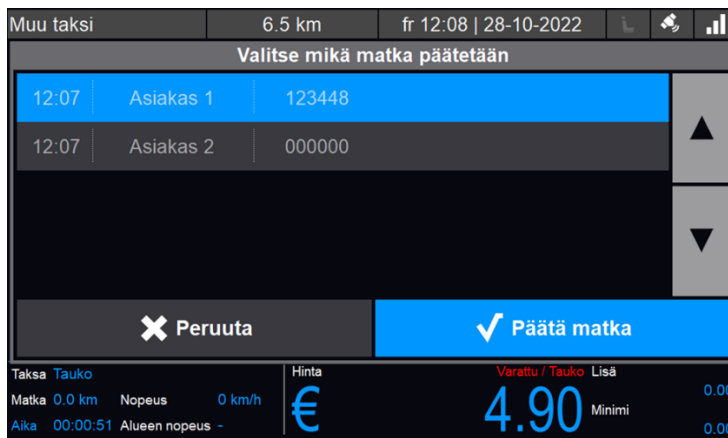 Muu taksi 6.5 km fr 12:08 | 28-10-2022
Valitse mikä matka päätetään
12:07 Asiakas 1 123448
12:07 Asiakas 2 000000
Peruuta Päätä matka
Taksa Tauko Hinta Varattu / Tauko Lisä
Matka 0.0 km Nopeus 0 km/h € 4.90 0.00
Minimi
Aika 00:00:51 Alueen nopeus - 0.00